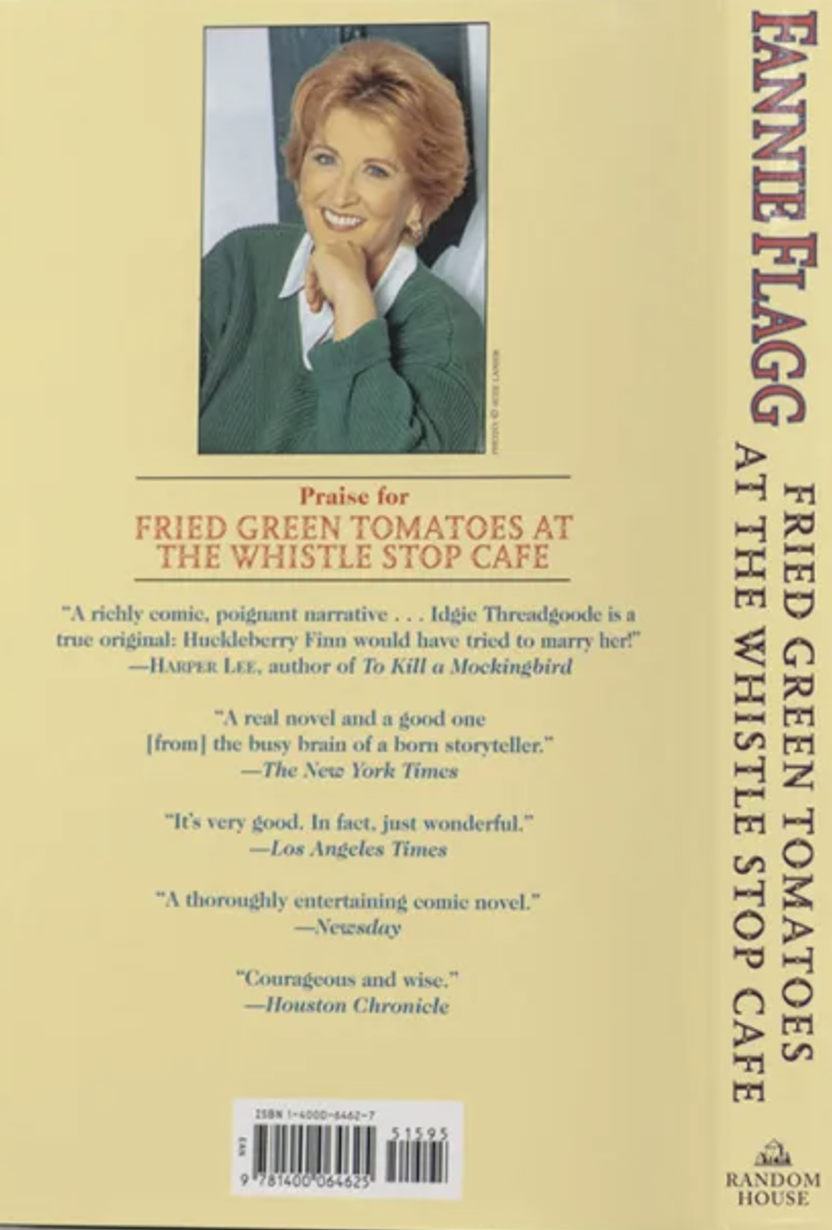 Praise for
FRIED GREEN TOMATOES AT
THE WHISTLE STOP CAFE
“A richly comic, poignant narrative . . . Idgie Threadgoode is a
true original: Huckleberry Finn would have tried to marry her!”
—HARPER LEE, author of To Kill a Mockingbird
“A real novel and a good one
[from] the busy brain of a born storyteller.”
—The New York Times
“It’s very good. In fact, just wonderful.”
—Los Angeles Times
“A thoroughly entertaining comic novel.”
—Newsday
“Courageous and wise.”
—Houston Chronicle
ISBN 1-4000-6462-7
51595
EAN
9 781400 064625
FANNIE FLAGG
FRIED GREEN TOMATOES
AT THE WHISTLE STOP CAFE
RANDOM
HOUSE